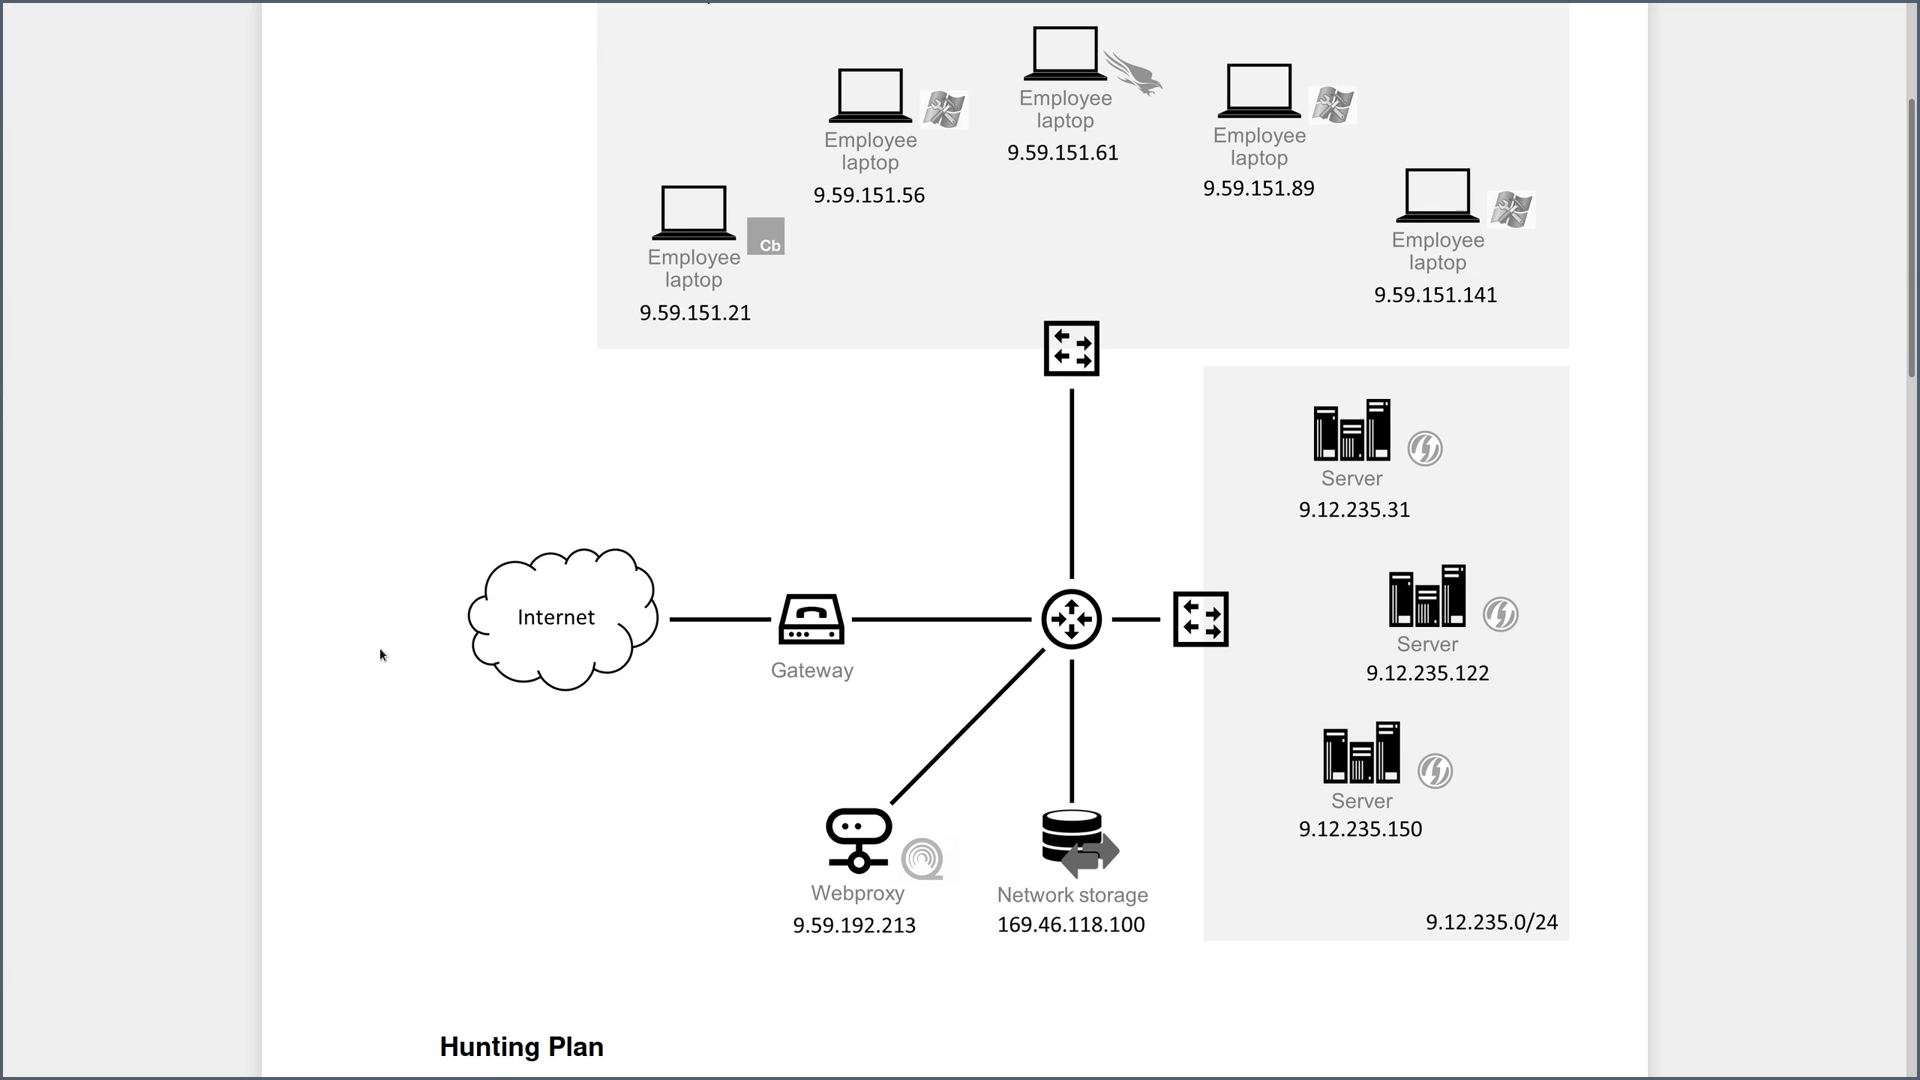 Employee
laptop
9.59.151.61
Employee
laptop
9.59.151.56
Employee
laptop
9.59.151.89
Cb
Employee
laptop
9.59.151.21
Employee
laptop
9.59.151.141
Server
9.12.235.31
Internet
Gateway
Server
9.12.235.122
Server
9.12.235.150
Webproxy
9.59.192.213
Network storage
169.46.118.100
9.12.235.0/24
Hunting Plan